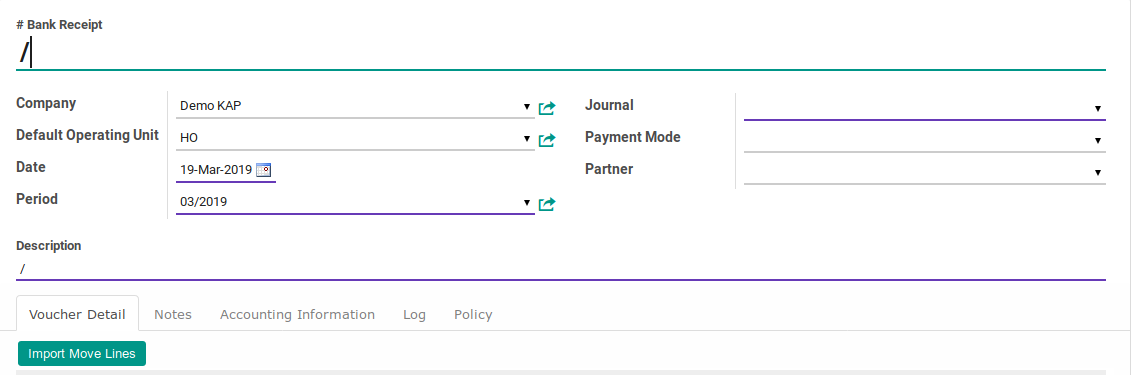 # Bank Receipt
/
Company
Demo KAP
Default Operating Unit
HO
Date
19-Mar-2019
Period
03/2019
Journal
Payment Mode
Partner
Description
/
Voucher Detail Notes Accounting Information Log Policy
Import Move Lines